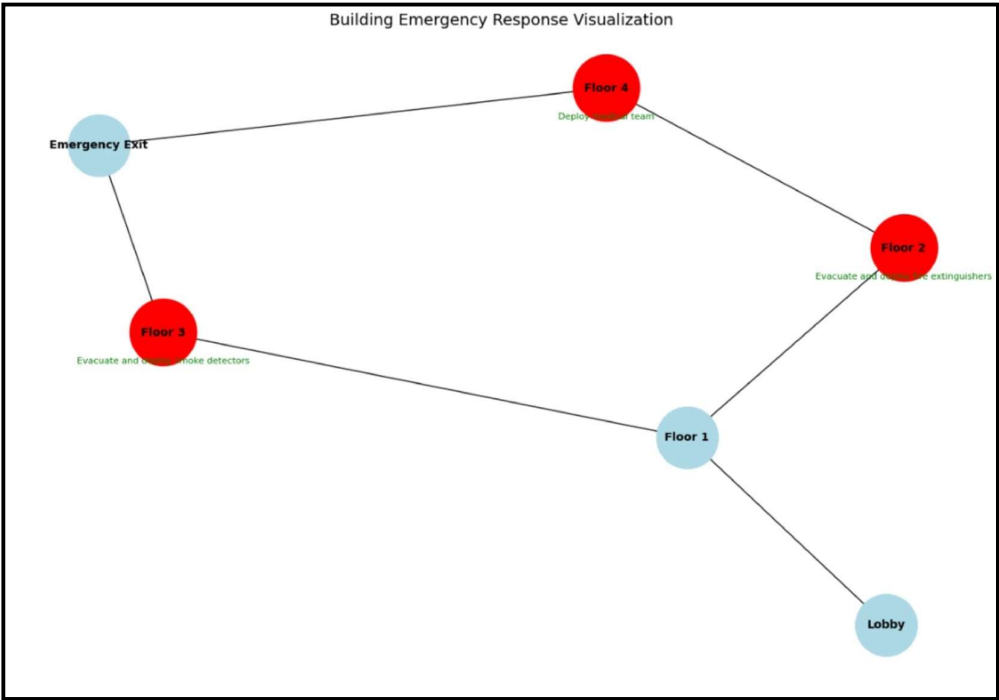 Building Emergency Response Visualization
Floor 4
Deploy team
Emergency Exit
Floor 2
Evacuate and extinguishers
Floor 3
Evacuate and smoke detectors
Floor 1
Lobby